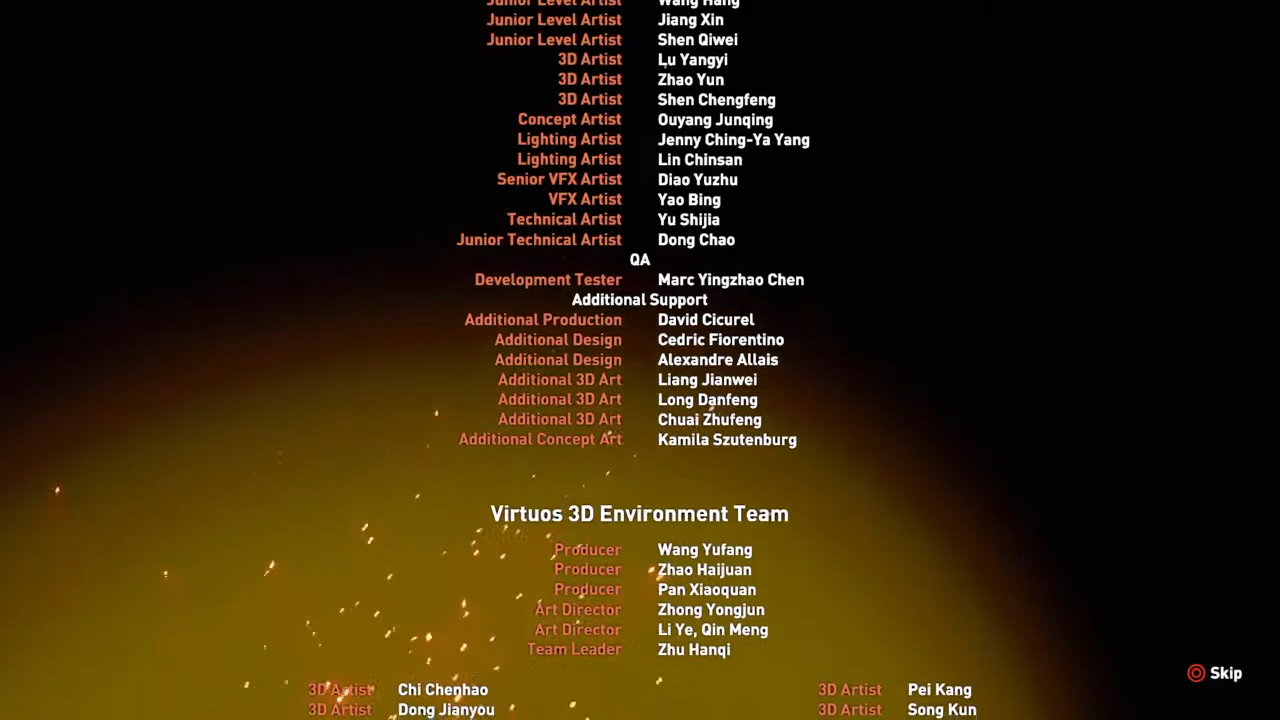 Junior Level Artist Wang Hang
Junior Level Artist Jiang Xin
Junior Level Artist Shen Qiwei
3D Artist Lu Yangyi
3D Artist Zhao Yun
3D Artist Shen Chengfeng
Concept Artist Ouyang Junqing
Lighting Artist Jenny Ching-Ya Yang
Lighting Artist Lin Chinsan
Senior VFX Artist Diao Yuzhu
VFX Artist Yao Bing
Technical Artist Yu Shijia
Junior Technical Artist Dong Chao
QA
Development Tester Marc Yingzhao Chen
Additional Support
Additional Production David Cicurel
Additional Design Cedric Fiorentino
Additional Design Alexandre Allais
Additional 3D Art Liang Jianwei
Additional 3D Art Long Danfeng
Additional 3D Art Chuai Zhufeng
Additional Concept Art Kamila Szutenburg
Virtuos 3D Environment Team
Producer Wang Yufang
Producer Zhao Haijuan
Producer Pan Xiaoquan
Art Director Zhong Yongjun
Art Director Li Ye, Qin Meng
Team Leader Zhu Hanqi
Skip
3D Artist Chi Chenhao 3D Artist Pei Kang
3D Artist Dong Jianyou 3D Artist Song Kun